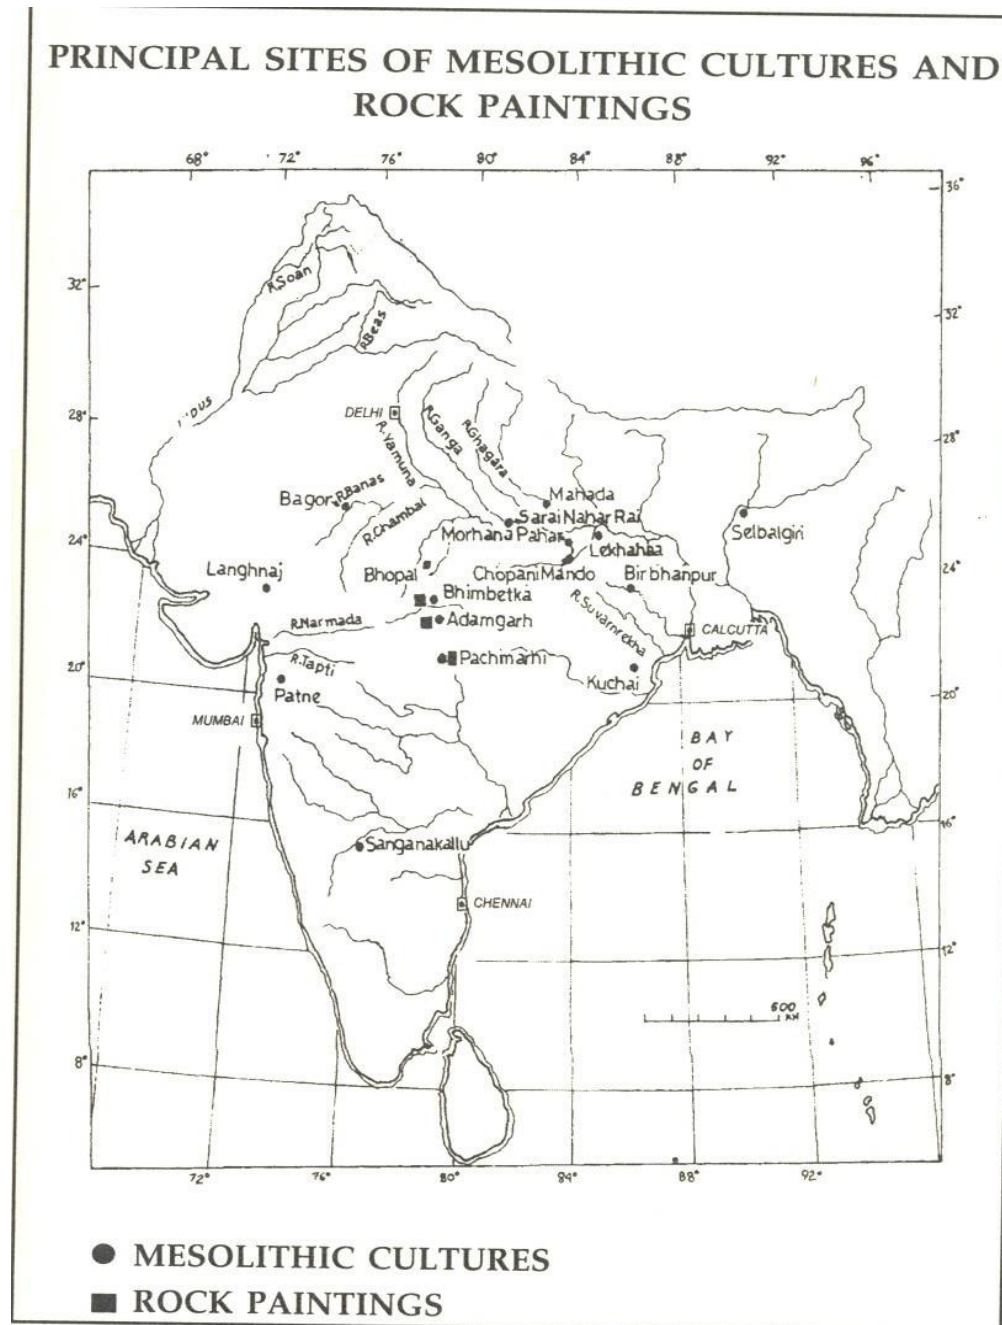 PRINCIPAL SITES OF MESOLITHIC CULTURES AND
ROCK PAINTINGS
68° 72° 76° 80° 84° 88° 92° 96°
36°
R.Soan
32°
32°
R.Beas
28°
DELHI
R.Yamuna
R.Ganga
R.Ghagara
28°
Bagor
R.Banas
R.Chambal
Mahada
Sarai Nahar Rai
Morhana Pahar
Lekhahaa
Selbalgiri
24°
24°
Langhnaj
Bhopal
Chopani Mando
Birbhanpur
Bhimbetka
R.Narmada
Adamgarh
R.Suvarnrekha
CALCUTTA
20°
R.Tapti
Pachmarhi
Kuchai
20°
Patne
MUMBAI
BAY
OF
BENGAL
16°
16°
ARABIAN
SEA
Sanganakallu
CHENNAI
12°
12°
500
KM
8°
8°
72° 76° 80° 84° 88° 92°
MESOLITHIC CULTURES
ROCK PAINTINGS